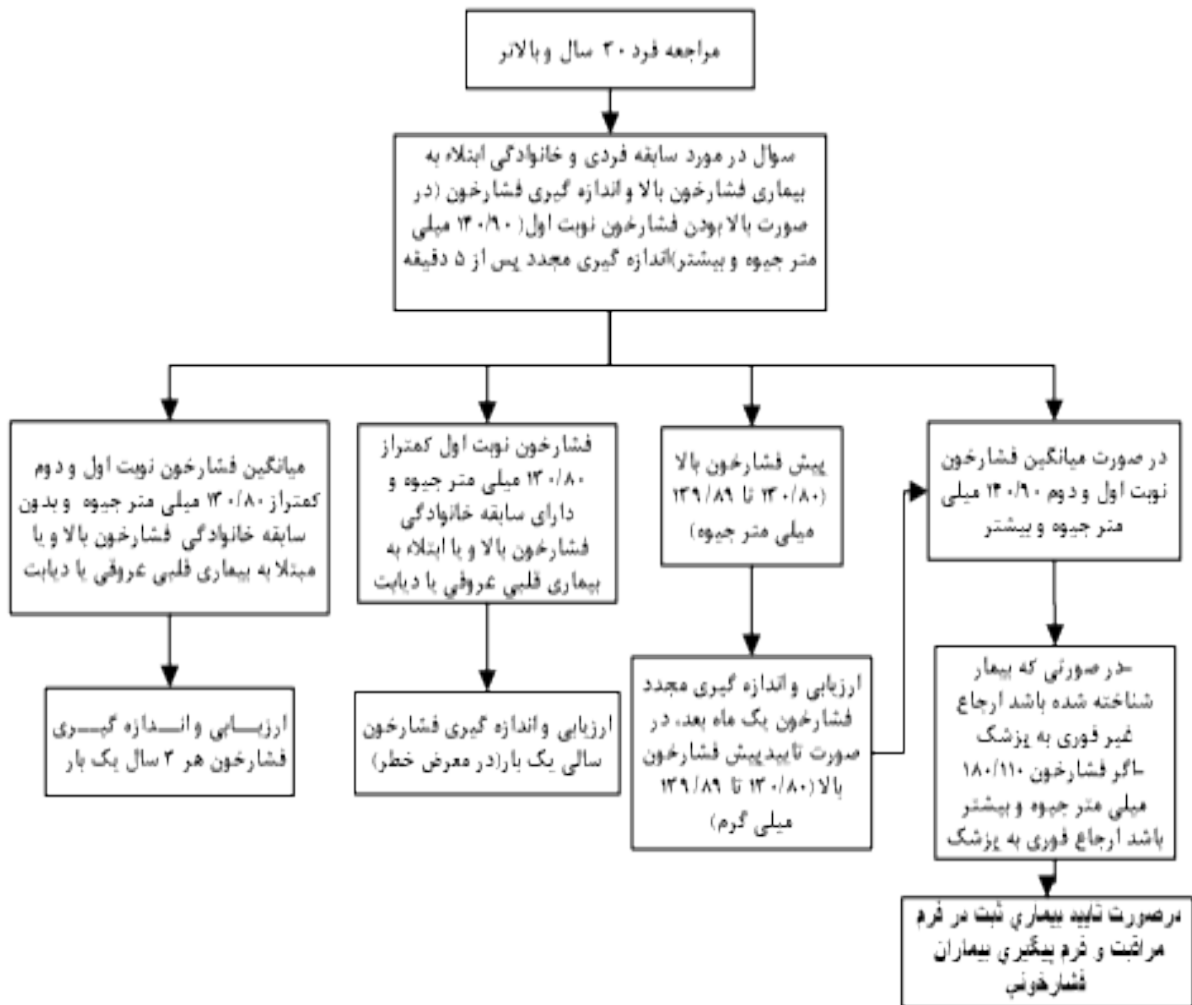 مراجعه فرد ۳۰ سال و بالاتر
سوال در مورد سابقه فردی و خانوادگی ابتلاء به
بیماری فشارخون بالا و اندازه گیری فشارخون (در
صورت بالا بودن فشارخون نوبت اول( ۱۴۰/۹۰ میلی
متر جیوه و بیشتر)اندازه گیری مجدد پس از ۵ دقیقه
در صورت میانگین فشارخون
نوبت اول و دوم ۱۴۰/۹۰ میلی
متر جیوه و بیشتر
پیش فشارخون بالا
(۱۳۰/۸۰ تا ۱۳۹/۸۹
میلی متر جیوه)
فشارخون نوبت اول کمتراز
۱۳۰/۸۰ میلی متر جیوه و
دارای سابقه خانوادگی
فشارخون بالا و یا ابتلاء به
بیماری قلبی عروقی یا دیابت
میانگین فشارخون نوبت اول و دوم
کمتراز ۱۳۰/۸۰ میلی متر جیوه و بدون
سابقه خانوادگی فشارخون بالا و یا
مبتلا به بیماری قلبی عروقی یا دیابت
-در صورتی که بیمار
شناخته شده باشد ارجاع
غیر فوری به پزشک
-اگر فشارخون ۱۸۰/۱۱۰
میلی متر جیوه و بیشتر
باشد ارجاع فوری به پزشک
ارزیابی و اندازه گیری مجدد
فشارخون یک ماه بعد، در
صورت تاییدپیش فشارخون
بالا (۱۳۰/۸۰ تا ۱۳۹/۸۹
میلی گرم)
ارزیابی و اندازه گیری فشارخون
سالی یک بار(در معرض خطر)
ارزیـــابی و انـــدازه گیـــری
فشارخون هر ۳ سال یک بار
درصورت تایید بیماري ثبت در فرم
مراقبت و فرم پیگیري بیماران
فشارخوني